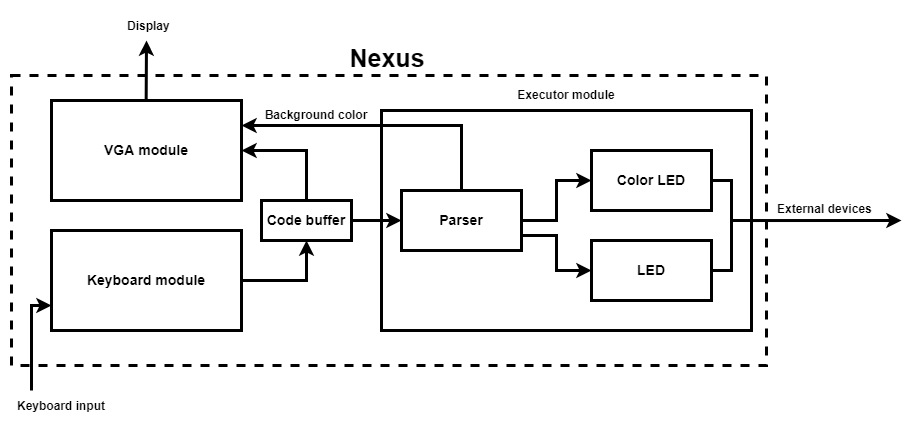 Display
Nexus
Executor module
Background color
VGA module
Color LED
Code buffer
Parser
External devices
Keyboard module
LED
Keyboard input